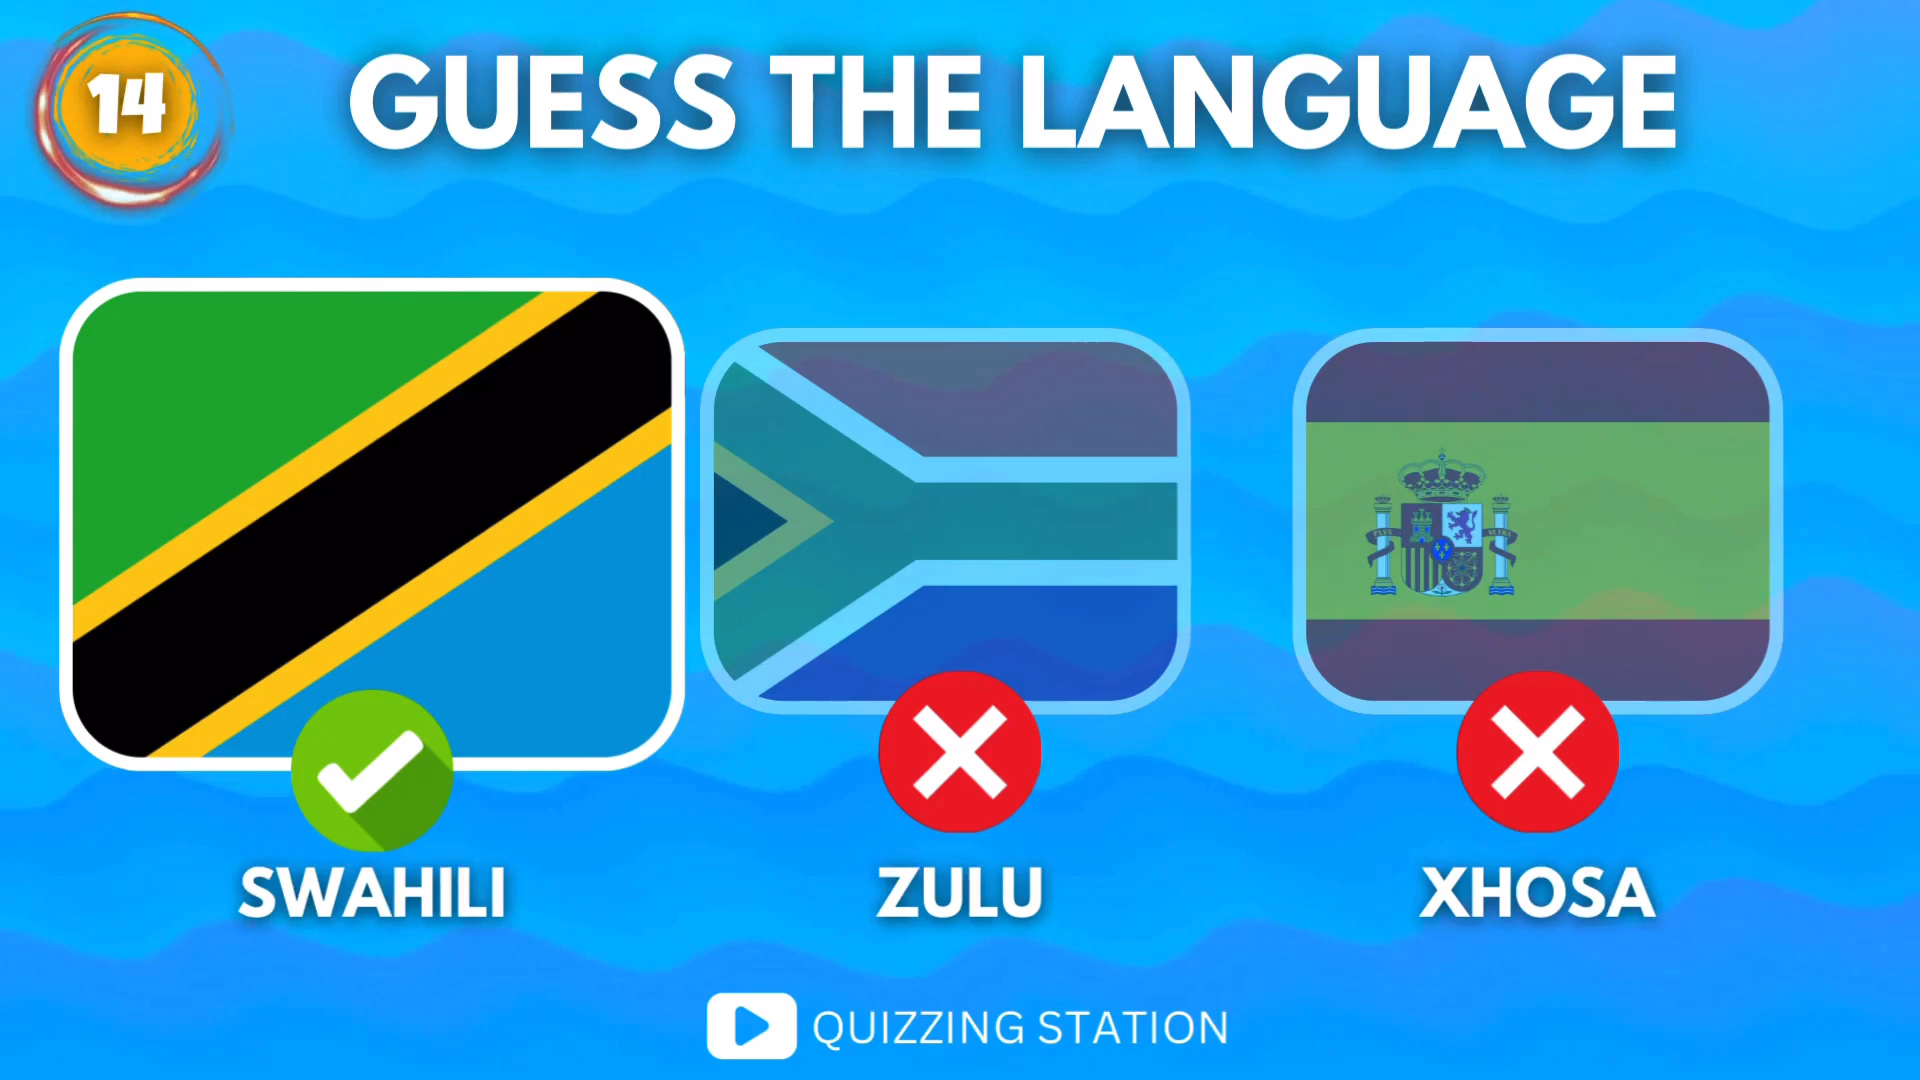 14
GUESS THE LANGUAGE
SWAHILI
ZULU
XHOSA
QUIZZING STATION